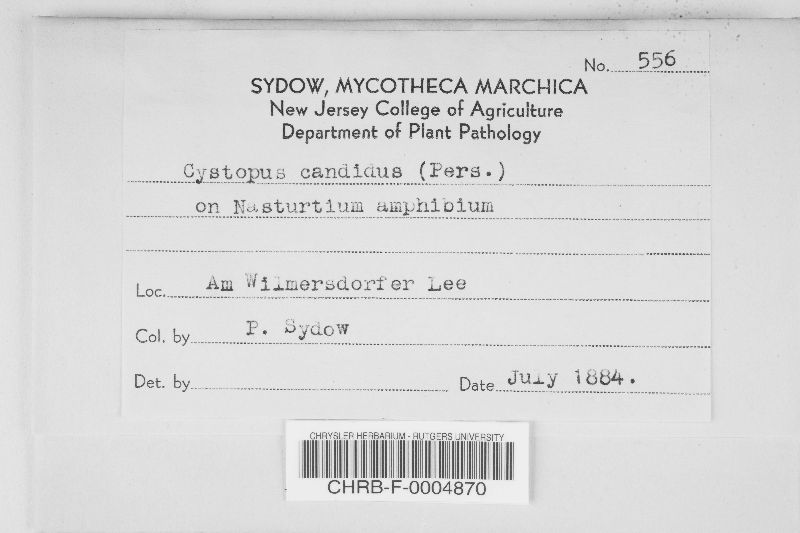 No. 556
SYDOW, MYCOTHECA MARCHICA
New Jersey College of Agriculture
Department of Plant Pathology
Cystopus candidus (Pers.)
on Nasturtium amphibium
Loc. Am Wilmersdorfer Lee
Col. by P. Sydow
Det. by
Date July 1884.
CHRYSLER HERBARIUM - RUTGERS UNIVERSITY
CHRB-F-0004870